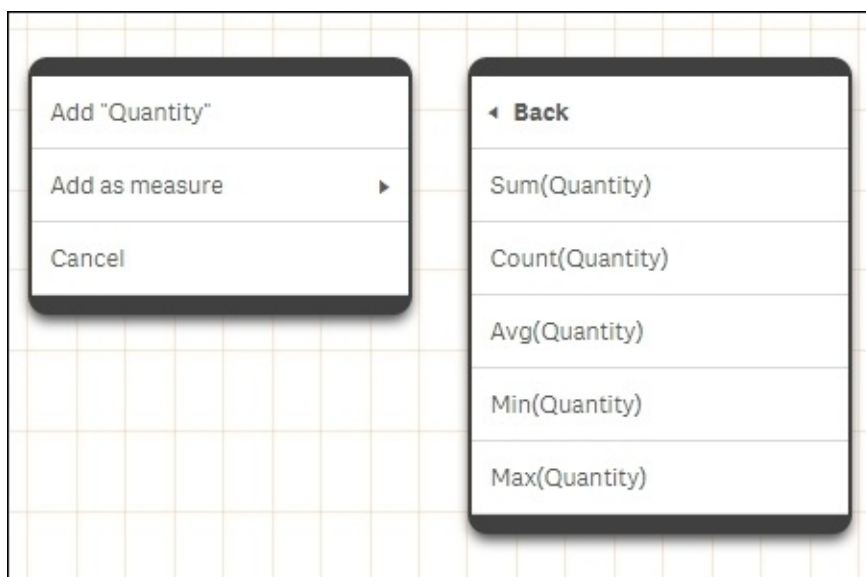 Add "Quantity"
Add as measure
Cancel
Back
Sum(Quantity)
Count(Quantity)
Avg(Quantity)
Min(Quantity)
Max(Quantity)